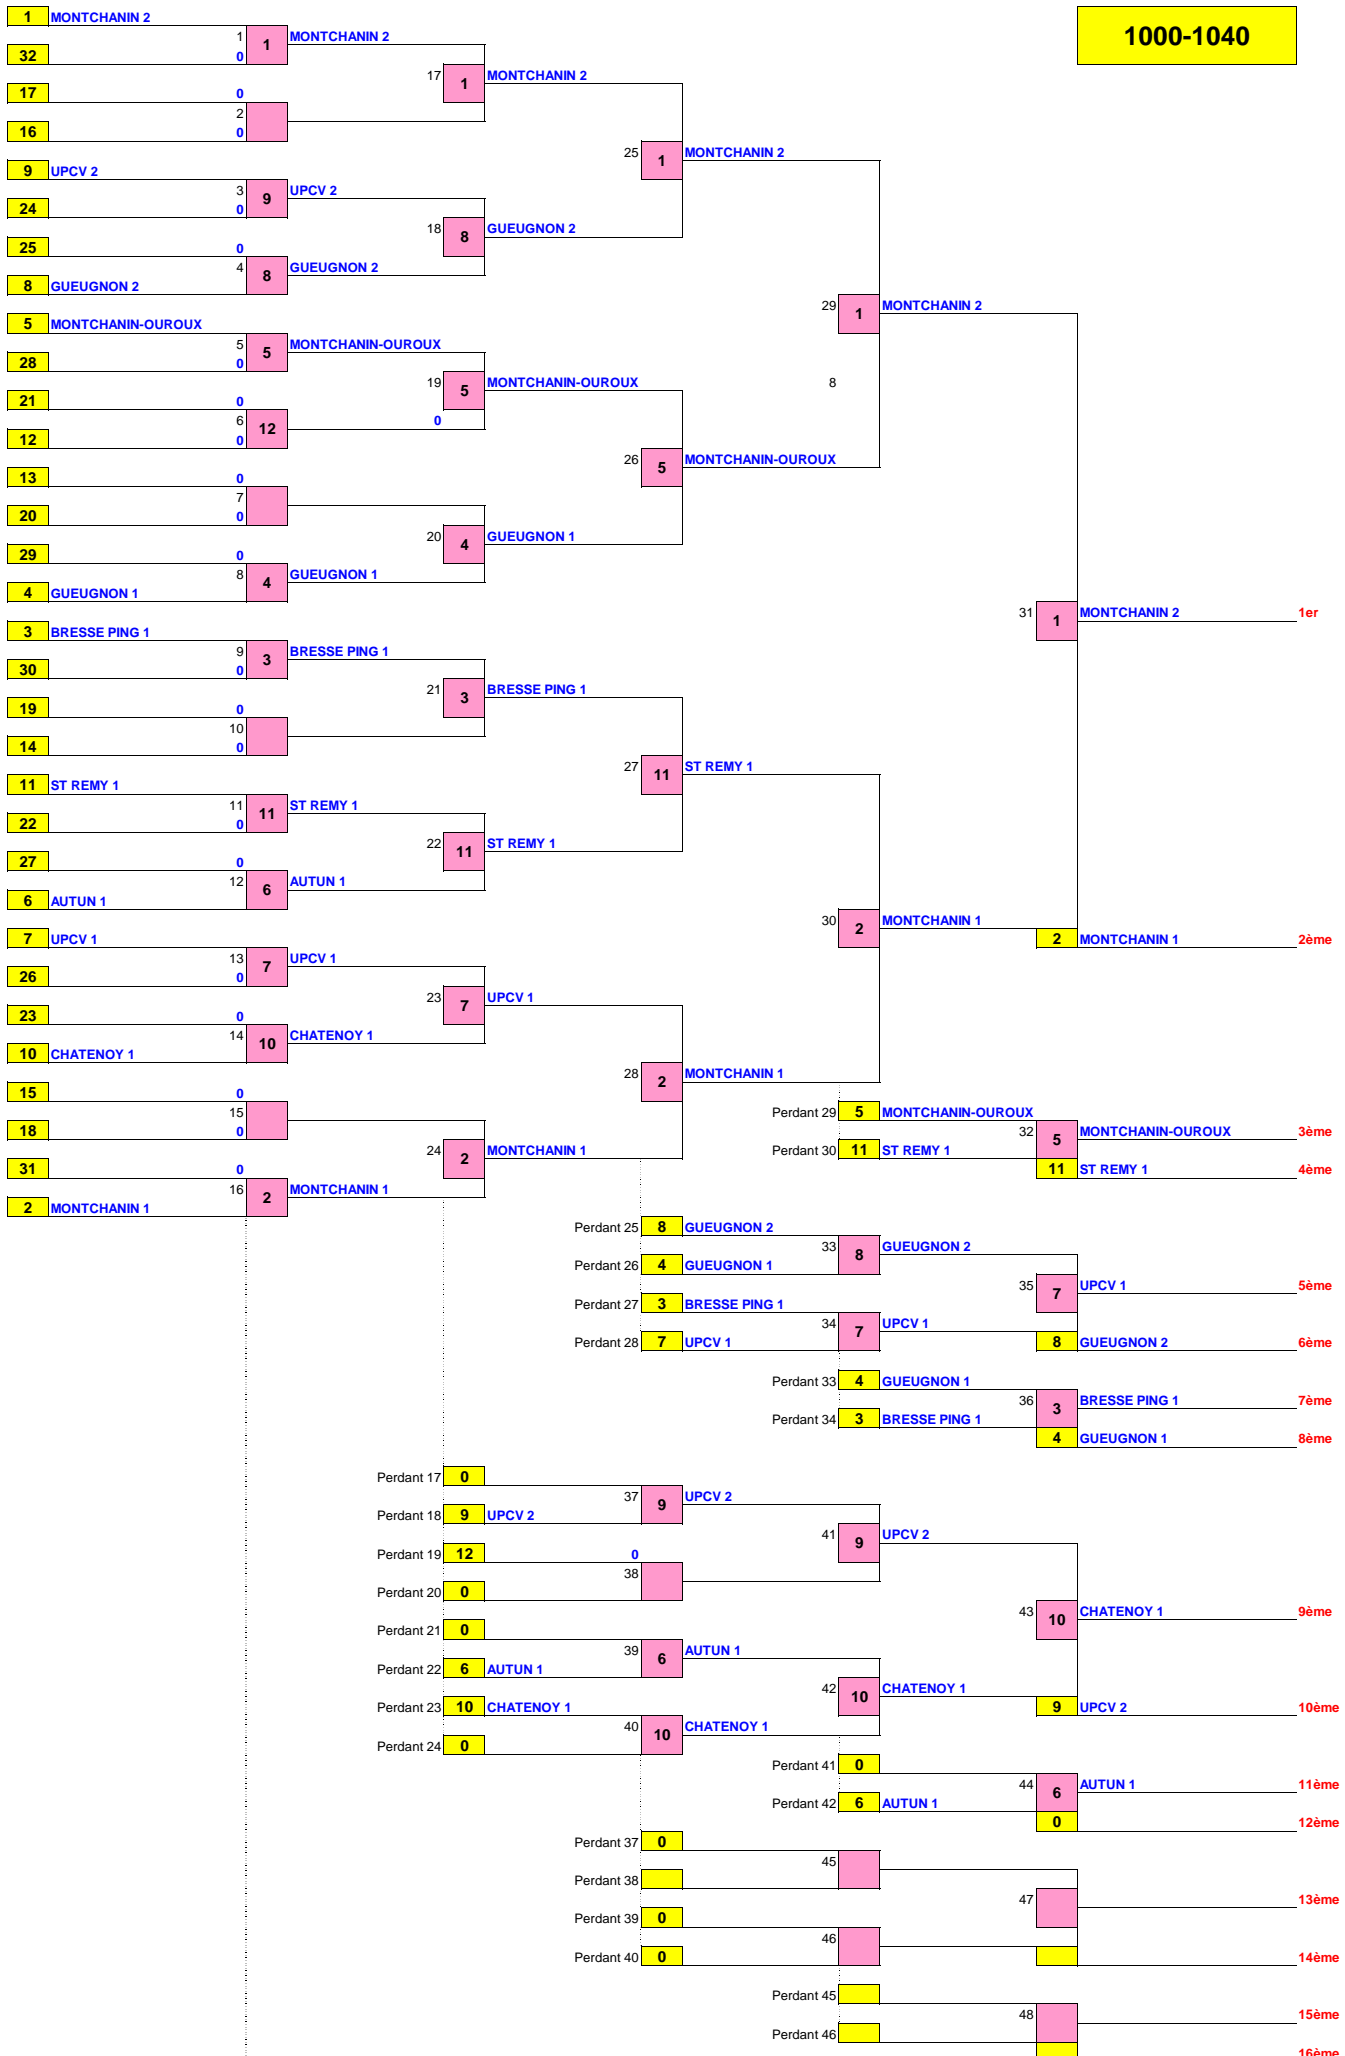 1 MONTCHANIN 2
1000-1040
1 1 MONTCHANIN 2
32 0
17 1 MONTCHANIN 2
17 0
2
16 0
25 1 MONTCHANIN 2
9 UPCV 2
3 9 UPCV 2
24 0
18 8 GUEUGNON 2
25 0
4 8 GUEUGNON 2
8 GUEUGNON 2
29 1 MONTCHANIN 2
5 MONTCHANIN-OUROUX
5 5 MONTCHANIN-OUROUX
28 0
19 5 MONTCHANIN-OUROUX
8
21 0
6 12 0
12 0
26 5 MONTCHANIN-OUROUX
13 0
7
20 0
20 4 GUEUGNON 1
29 0
8 4 GUEUGNON 1
4 GUEUGNON 1
31 1 MONTCHANIN 2 1er
3 BRESSE PING 1
9 3 BRESSE PING 1
30 0
21 3 BRESSE PING 1
19 0
10
14 0
27 11 ST REMY 1
11 ST REMY 1
11 11 ST REMY 1
22 0
22 11 ST REMY 1
27 0
12 6 AUTUN 1
6 AUTUN 1
30 2 MONTCHANIN 1
7 UPCV 1
2 MONTCHANIN 1 2ème
13 7 UPCV 1
26 0
23 7 UPCV 1
23 0
14 10 CHATENOY 1
10 CHATENOY 1
28 2 MONTCHANIN 1
15 0
15
18 0
Perdant 29 5 MONTCHANIN-OUROUX
32 5 MONTCHANIN-OUROUX 3ème
24 2 MONTCHANIN 1
Perdant 30 11 ST REMY 1
31 0
11 ST REMY 1 4ème
16 2 MONTCHANIN 1
2 MONTCHANIN 1
Perdant 25 8 GUEUGNON 2
33 8 GUEUGNON 2
Perdant 26 4 GUEUGNON 1
35 7 UPCV 1 5ème
Perdant 27 3 BRESSE PING 1
34 7 UPCV 1
Perdant 28 7 UPCV 1
8 GUEUGNON 2 6ème
Perdant 33 4 GUEUGNON 1
36 3 BRESSE PING 1 7ème
Perdant 34 3 BRESSE PING 1
4 GUEUGNON 1 8ème
Perdant 17 0
37 9 UPCV 2
Perdant 18 9 UPCV 2
41 9 UPCV 2
Perdant 19 12 0
38
Perdant 20 0
43 10 CHATENOY 1 9ème
Perdant 21 0
39 6 AUTUN 1
Perdant 22 6 AUTUN 1
42 10 CHATENOY 1
Perdant 23 10 CHATENOY 1
9 UPCV 2 10ème
40 10 CHATENOY 1
Perdant 24 0
Perdant 41 0
44 6 AUTUN 1 11ème
Perdant 42 6 AUTUN 1
0 12ème
Perdant 37 0
45
Perdant 38
47 13ème
Perdant 39 0
46
Perdant 40 0
14ème
Perdant 45
48 15ème
Perdant 46
16ème